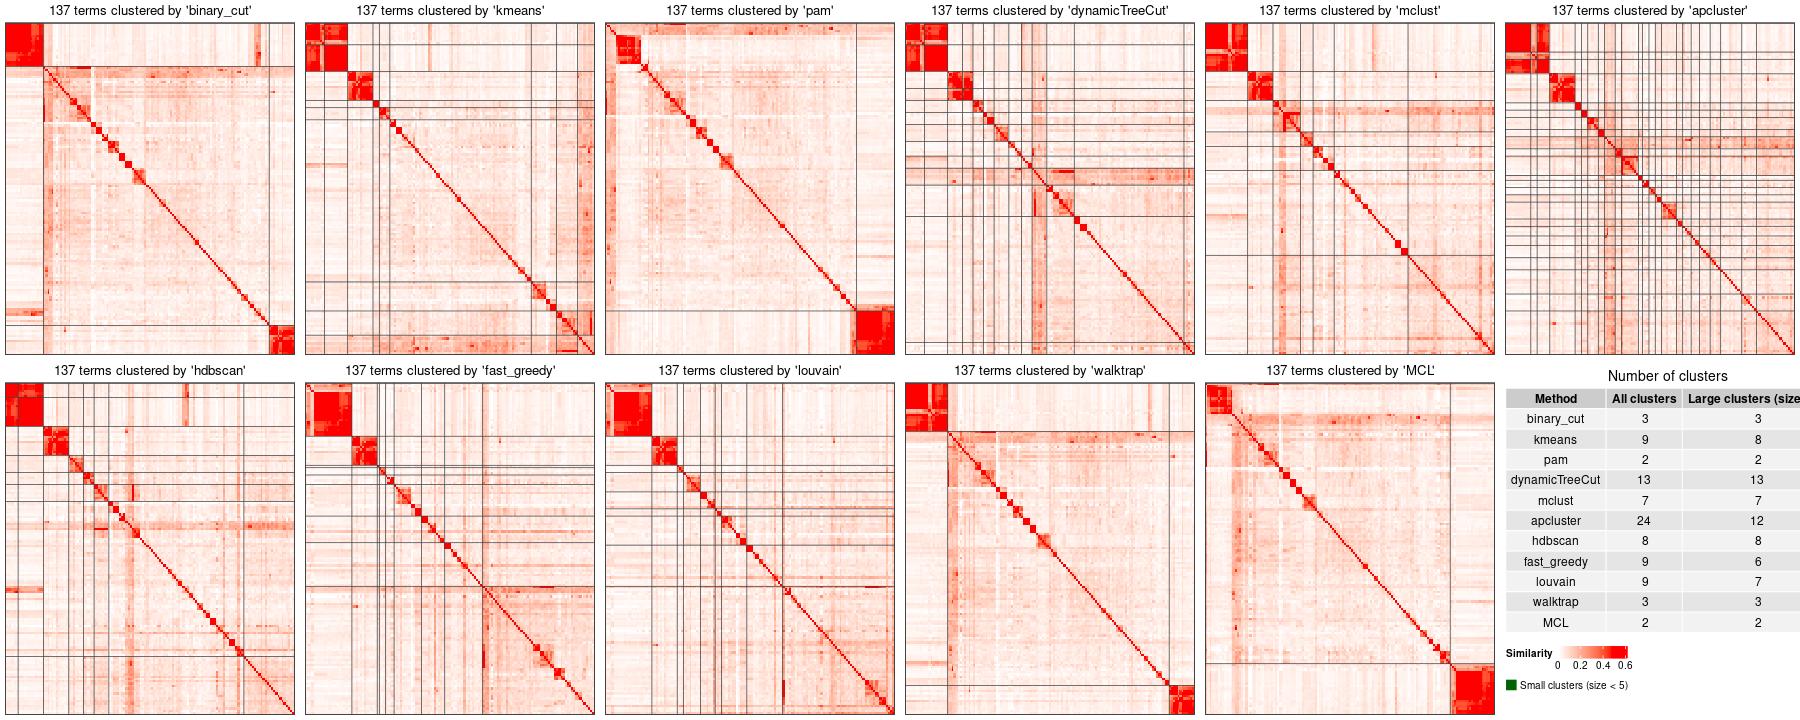 137 terms clustered by 'binary_cut'
137 terms clustered by 'kmeans'
137 terms clustered by 'pam'
137 terms clustered by 'dynamicTreeCut'
137 terms clustered by 'mclust'
137 terms clustered by 'apcluster'
137 terms clustered by 'hdbscan'
137 terms clustered by 'fast_greedy'
137 terms clustered by 'louvain'
137 terms clustered by 'walktrap'
137 terms clustered by 'MCL'
Number of clusters
Method All clusters Large clusters (size
binary_cut 3 3
kmeans 9 8
pam 2 2
dynamicTreeCut 13 13
mclust 7 7
apcluster 24 12
hdbscan 8 8
fast_greedy 9 6
louvain 9 7
walktrap 3 3
MCL 2 2
Similarity
0 0.2 0.4 0.6
Small clusters (size < 5)